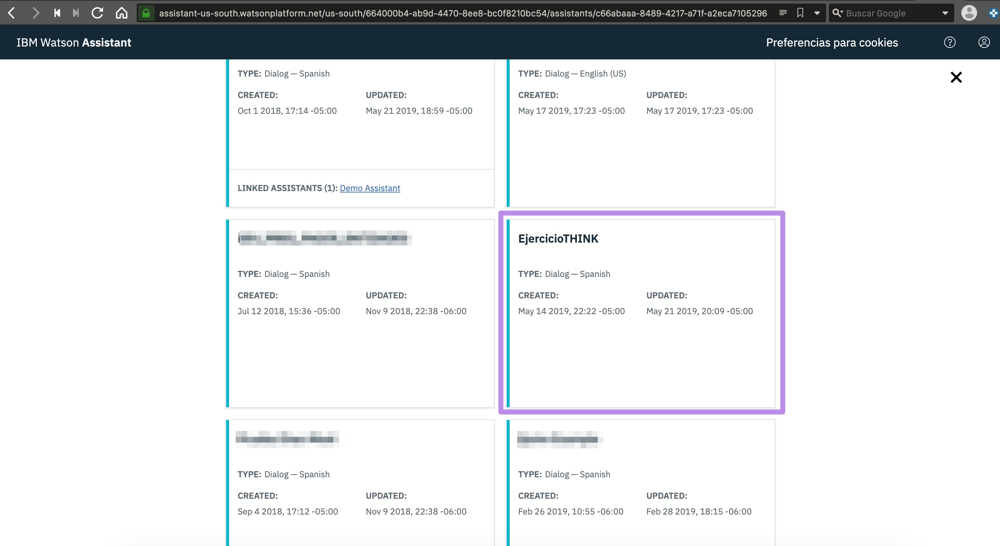 assistant-us-south.watsonplatform.net/us-south/664000b4-ab9d-4470-8ee8-bc0f8210bc54/assistants/c66abaaa-8489-4217-a71f-a2eca7105296
Buscar Google
IBM Watson Assistant
Preferencias para cookies
TYPE: Dialog — Spanish
CREATED: UPDATED:
Oct 1 2018, 17:14 -05:00 May 21 2019, 18:59 -05:00
LINKED ASSISTANTS (1): Demo Assistant
TYPE: Dialog — English (US)
CREATED: UPDATED:
May 17 2019, 17:23 -05:00 May 17 2019, 17:23 -05:00
TYPE: Dialog — Spanish
CREATED: UPDATED:
Jul 12 2018, 15:36 -05:00 Nov 9 2018, 22:38 -06:00
EjercicioTHINK
TYPE: Dialog — Spanish
CREATED: UPDATED:
May 14 2019, 22:22 -05:00 May 21 2019, 20:09 -05:00
TYPE: Dialog — Spanish
CREATED: UPDATED:
Sep 4 2018, 17:12 -05:00 Nov 9 2018, 22:38 -06:00
TYPE: Dialog — Spanish
CREATED: UPDATED:
Feb 26 2019, 10:55 -06:00 Feb 28 2019, 18:15 -06:00